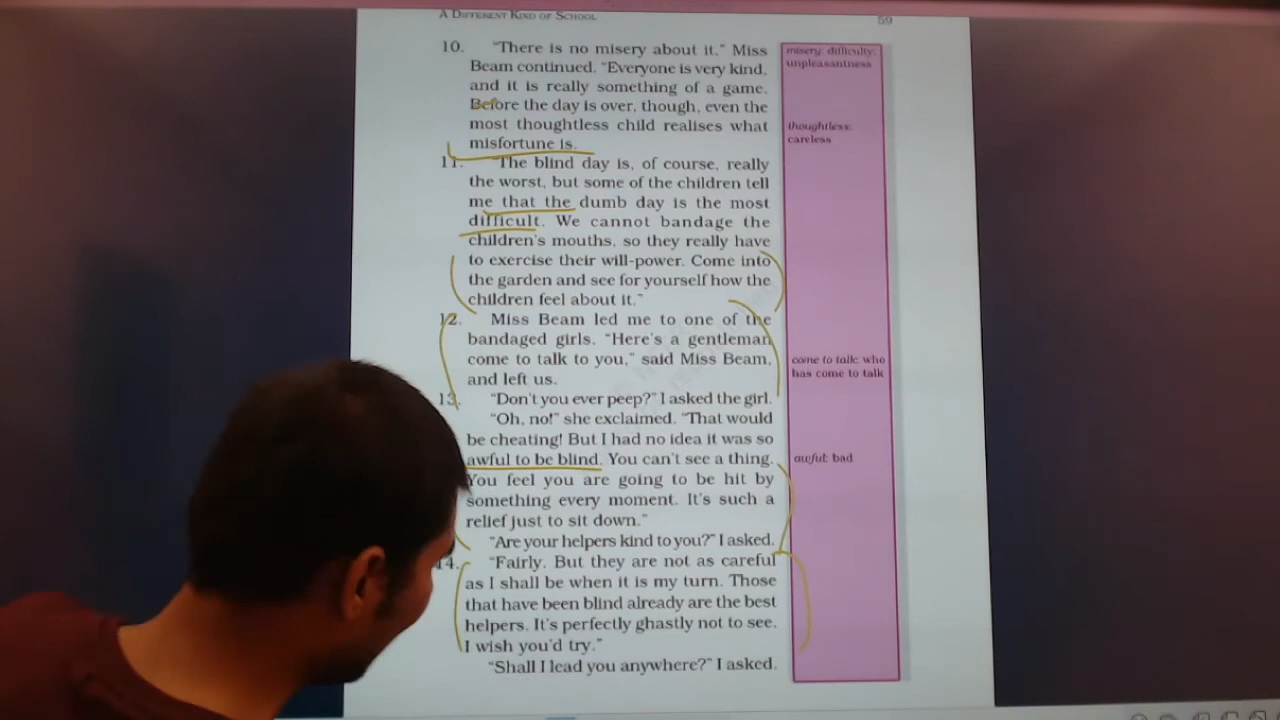 A DIFFERENT KIND OF SCHOOL 59
10. "There is no misery about it," Miss
Beam continued. "Everyone is very kind,
and it is really something of a game.
Before the day is over, though, even the
most thoughtless child realises what
misfortune is.
11. "The blind day is, of course, really
the worst, but some of the children tell
me that the dumb day is the most
difficult. We cannot bandage the
children's mouths, so they really have
to exercise their will-power. Come into
the garden and see for yourself how the
children feel about it."
12. Miss Beam led me to one of the
bandaged girls. "Here's a gentleman
come to talk to you," said Miss Beam,
and left us.
13. "Don't you ever peep?" I asked the girl.
"Oh, no!" she exclaimed. "That would
be cheating! But I had no idea it was so
awful to be blind. You can't see a thing.
You feel you are going to be hit by
something every moment. It's such a
relief just to sit down."
"Are your helpers kind to you?" I asked.
14. "Fairly. But they are not as careful
as I shall be when it is my turn. Those
that have been blind already are the best
helpers. It's perfectly ghastly not to see.
I wish you'd try."
"Shall I lead you anywhere?" I asked.
misery: difficulty;
unpleasantness
thoughtless:
careless
come to talk: who
has come to talk
awful: bad